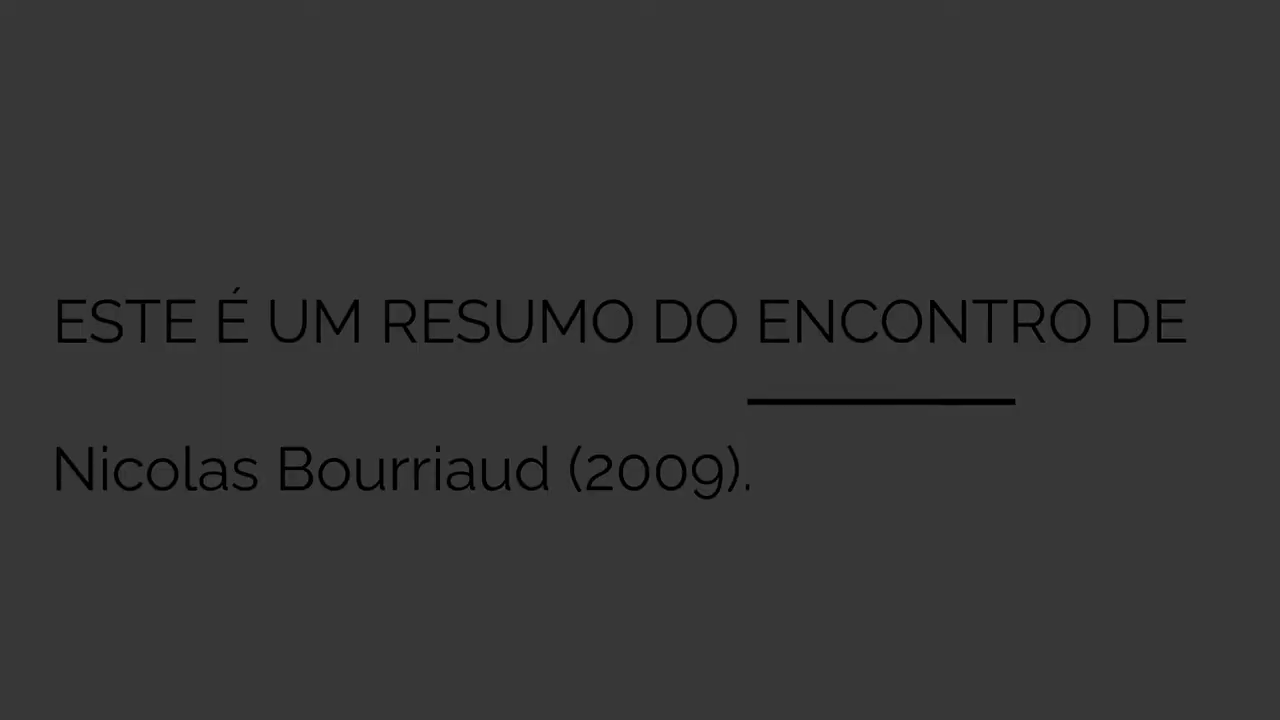 ESTE É UM RESUMO DO ENCONTRO DE
Nicolas Bourriaud (2009).